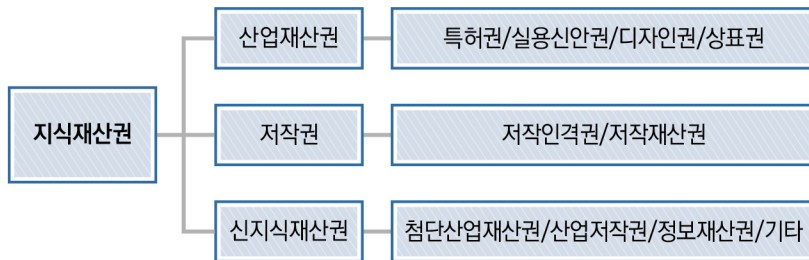 산업재산권
특허권/실용신안권/디자인권/상표권
지식재산권
저작권
저작인격권/저작재산권
신지식재산권
첨단산업재산권/산업저작권/정보재산권/기타